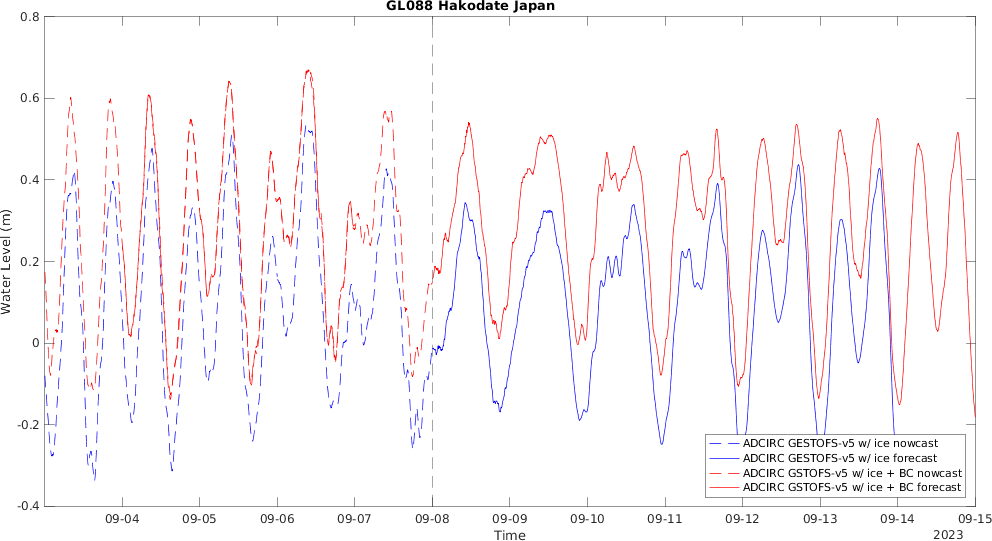 GL088 Hakodate Japan
0.8
0.6
0.4
0.2
0
-0.2
-0.4
Water Level (m)
ADCIRC GESTOFS-v5 w/ ice nowcast
ADCIRC GESTOFS-v5 w/ ice forecast
ADCIRC GSTOFS-v5 w/ ice + BC nowcast
ADCIRC GSTOFS-v5 w/ ice + BC forecast
09-04 09-05 09-06 09-07 09-08 09-09 09-10 09-11 09-12 09-13 09-14 09-15
Time
2023